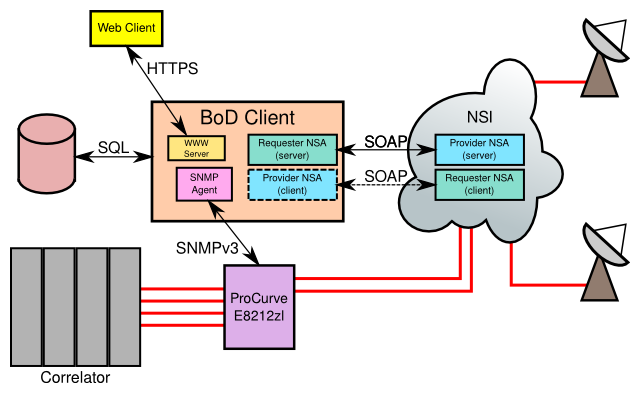 Web Client
HTTPS
BoD Client
NSI
WWW
Server
Requester NSA
(server)
SOAP
Provider NSA
(server)
SQL
SNMP
Agent
Provider NSA
(client)
SOAP
Requester NSA
(client)
SNMPv3
ProCurve
E8212zl
Correlator